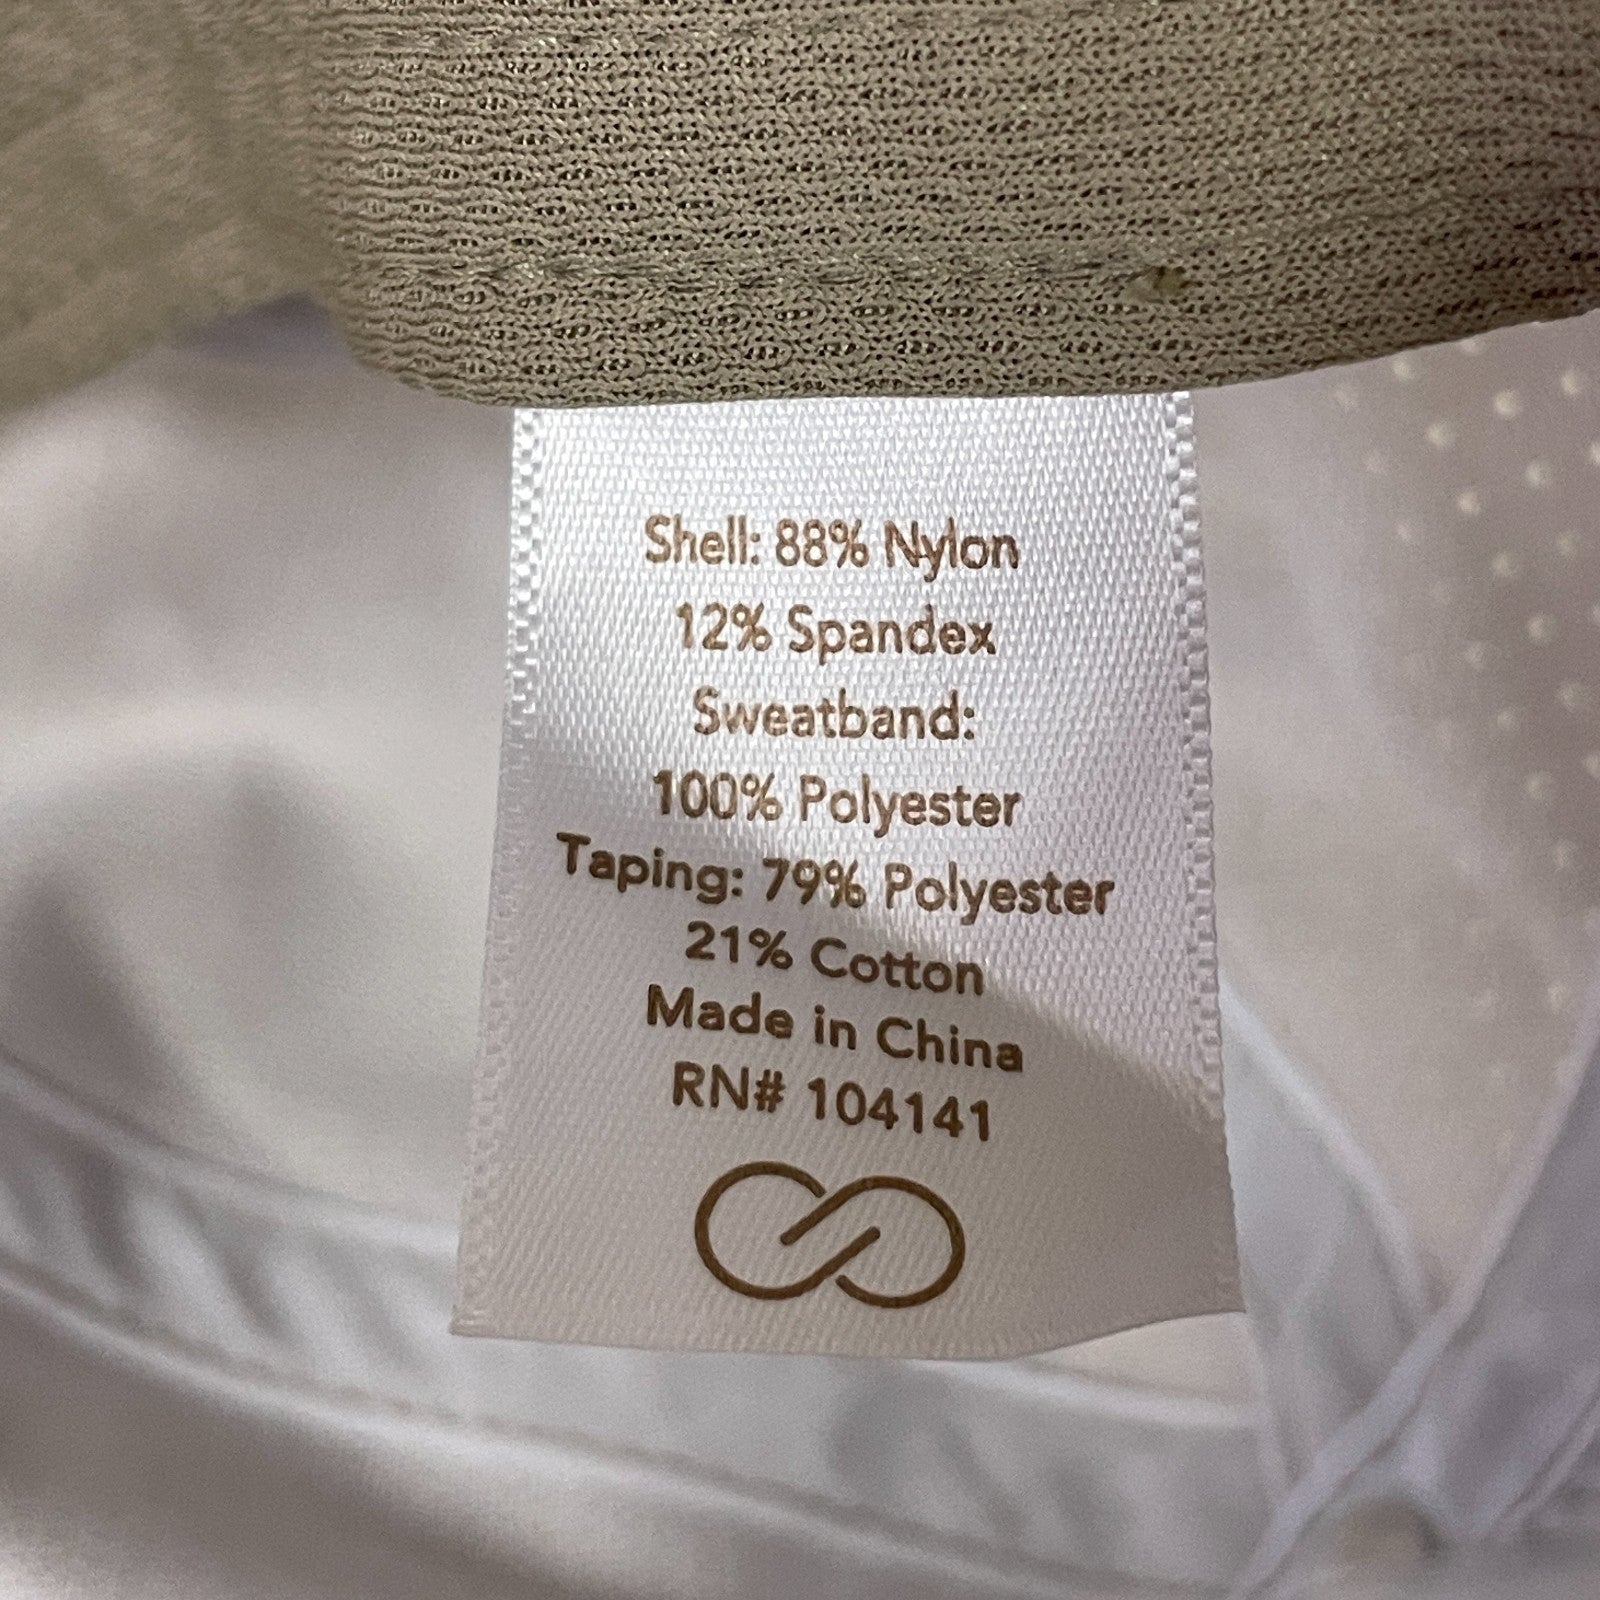 Shell: 88% Nylon
12% Spandex
Sweatband:
100% Polyester
Taping: 79% Polyester
21% Cotton
Made in China
RN# 104141